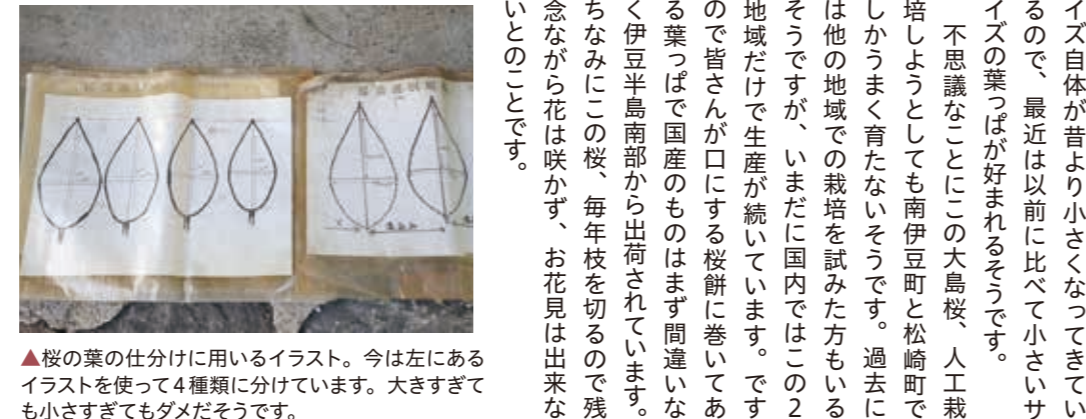 イズ自体が昔より小さくなってきてい
るので、最近は以前に比べて小さいサ
イズの葉っぱが好まれるそうです。
　不思議なことにこの大島桜、人工栽
培しようとしても南伊豆町と松崎町で
しかうまく育たないそうです。過去に
は他の地域での栽培を試みた方もいる
そうですが、いまだに国内ではこの2
地域だけで生産が続いています。です
ので皆さんが口にする桜餅に巻いてあ
る葉っぱで国産のものはまず間違いな
く伊豆半島南部から出荷されています。
ちなみにこの桜、毎年枝を切るので残
念ながら花は咲かず、お花見は出来な
いとのことです。
▲桜の葉の仕分けに用いるイラスト。今は左にある
イラストを使って4種類に分けています。大きすぎて
も小さすぎてもダメだそうです。